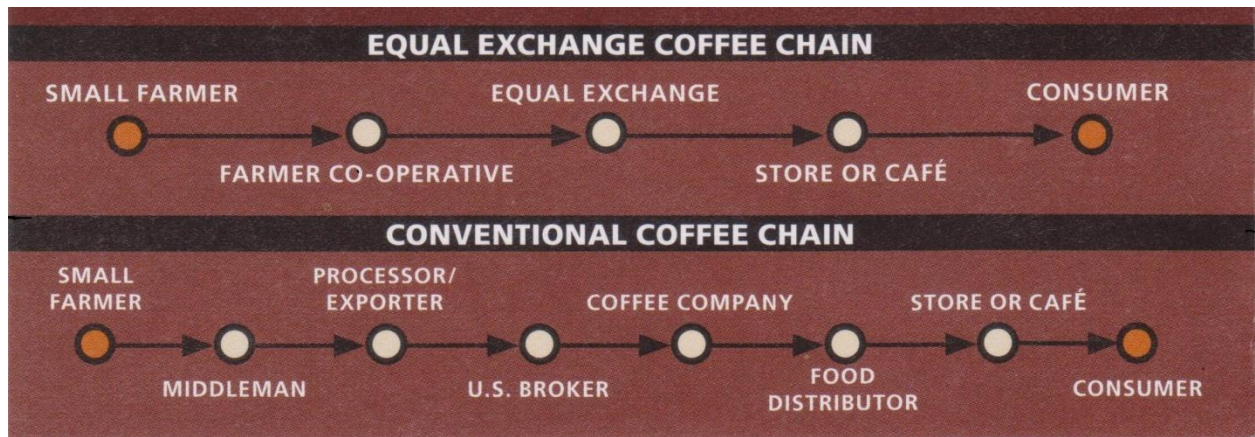 EQUAL EXCHANGE COFFEE CHAIN
SMALL FARMER
FARMER CO-OPERATIVE
EQUAL EXCHANGE
STORE OR CAFÉ
CONSUMER
CONVENTIONAL COFFEE CHAIN
SMALL
FARMER
MIDDLEMAN
PROCESSOR/
EXPORTER
U.S. BROKER
COFFEE COMPANY
FOOD
DISTRIBUTOR
STORE OR CAFÉ
CONSUMER